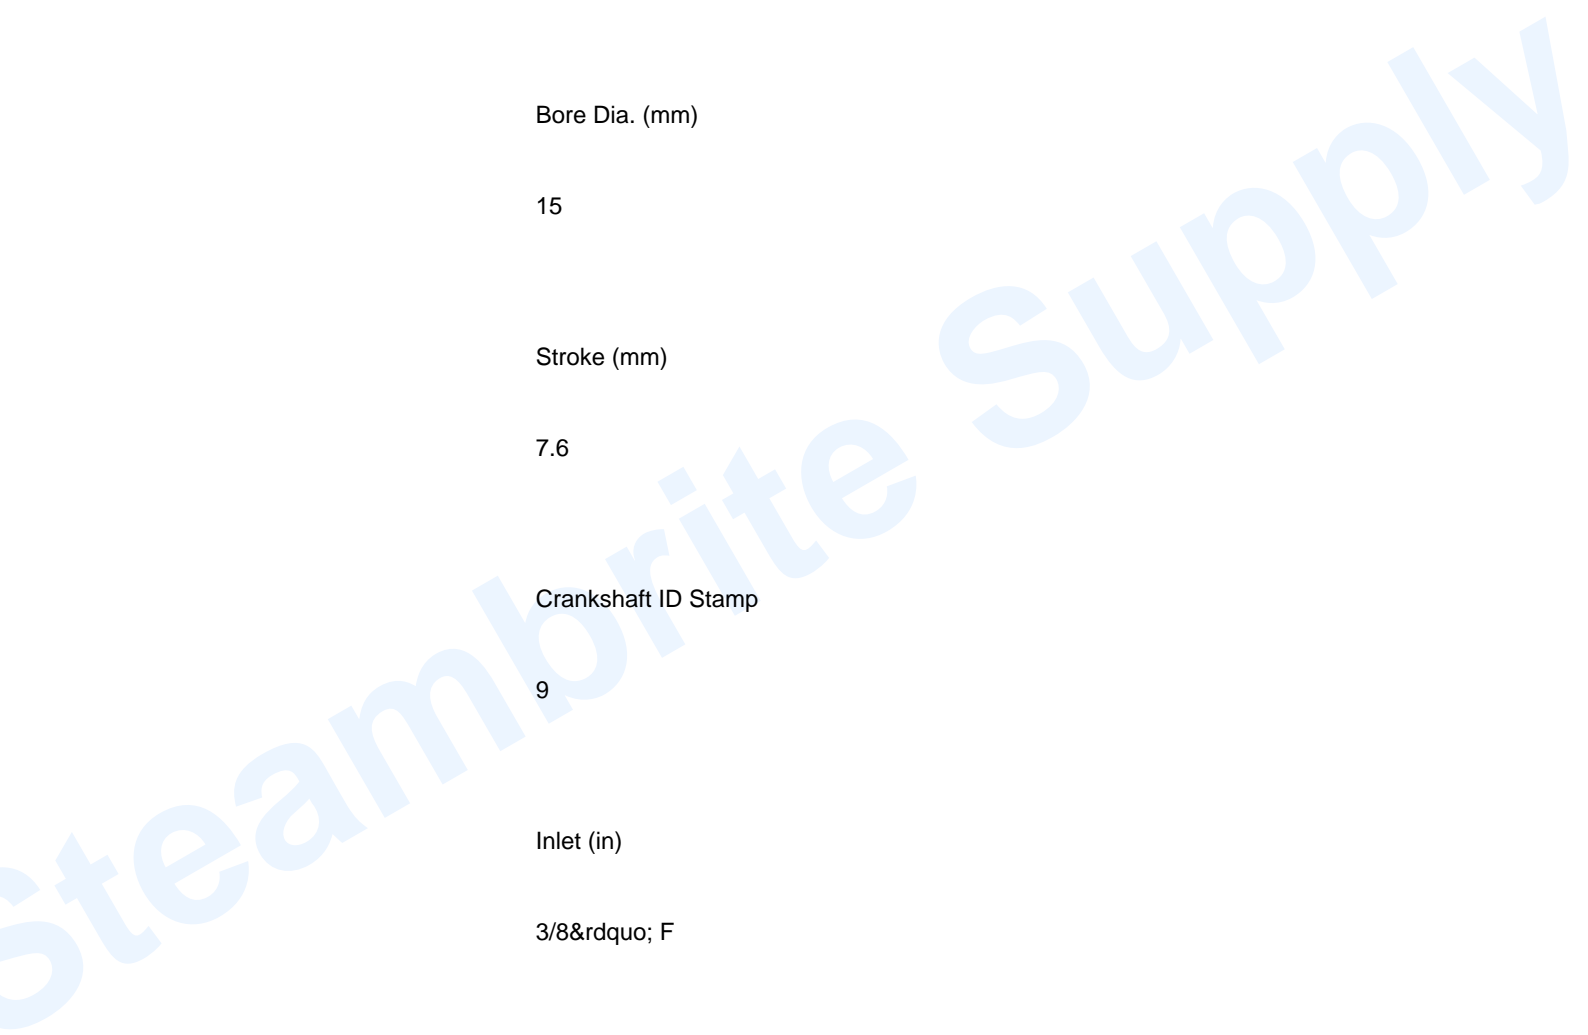 Bore Dia. (mm)
15
Stroke (mm)
7.6
Crankshaft ID Stamp
9
Inlet (in)
3/8&rdquo; F
Steambrite Supply